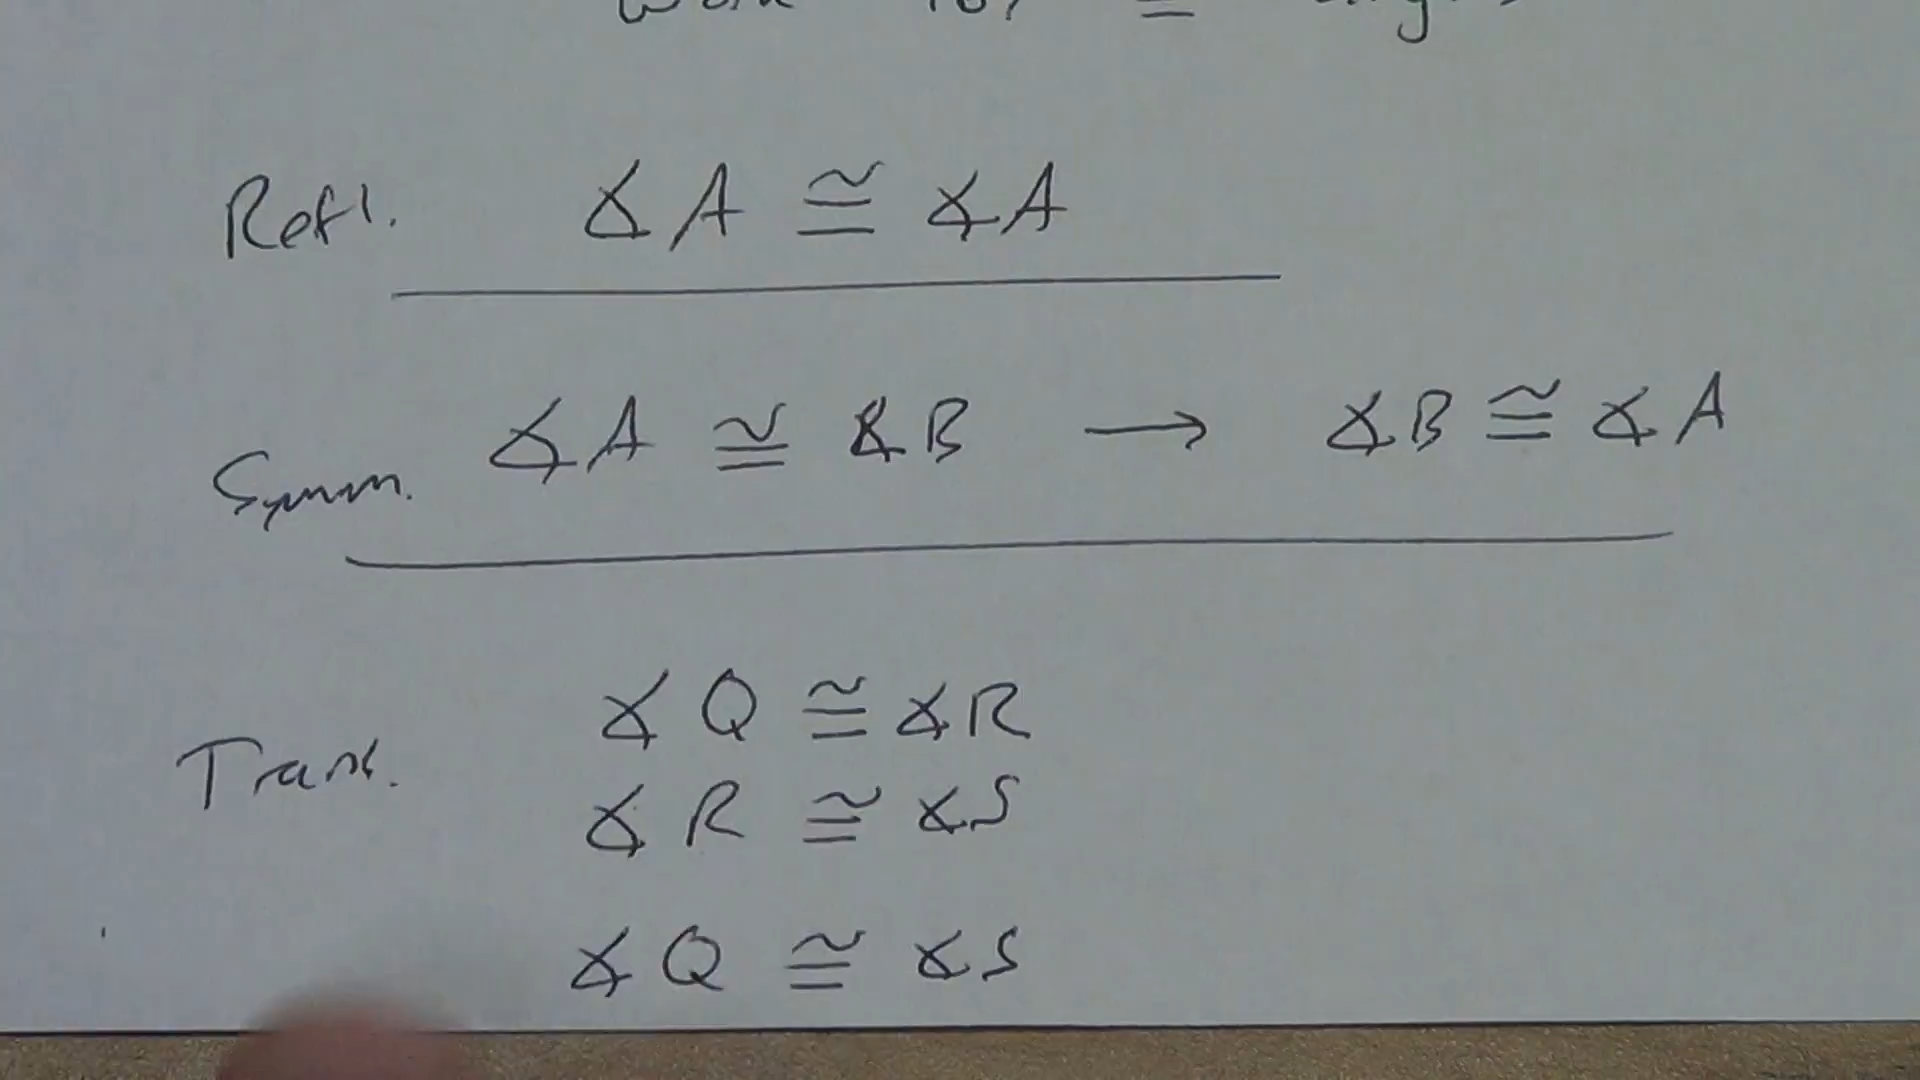 Refl. ∡A ≅ ∡A
Symm. ∡A ≅ ∡B → ∡B ≅ ∡A
∡Q ≅ ∡R
Trans. ∡R ≅ ∡S
∡Q ≅ ∡S